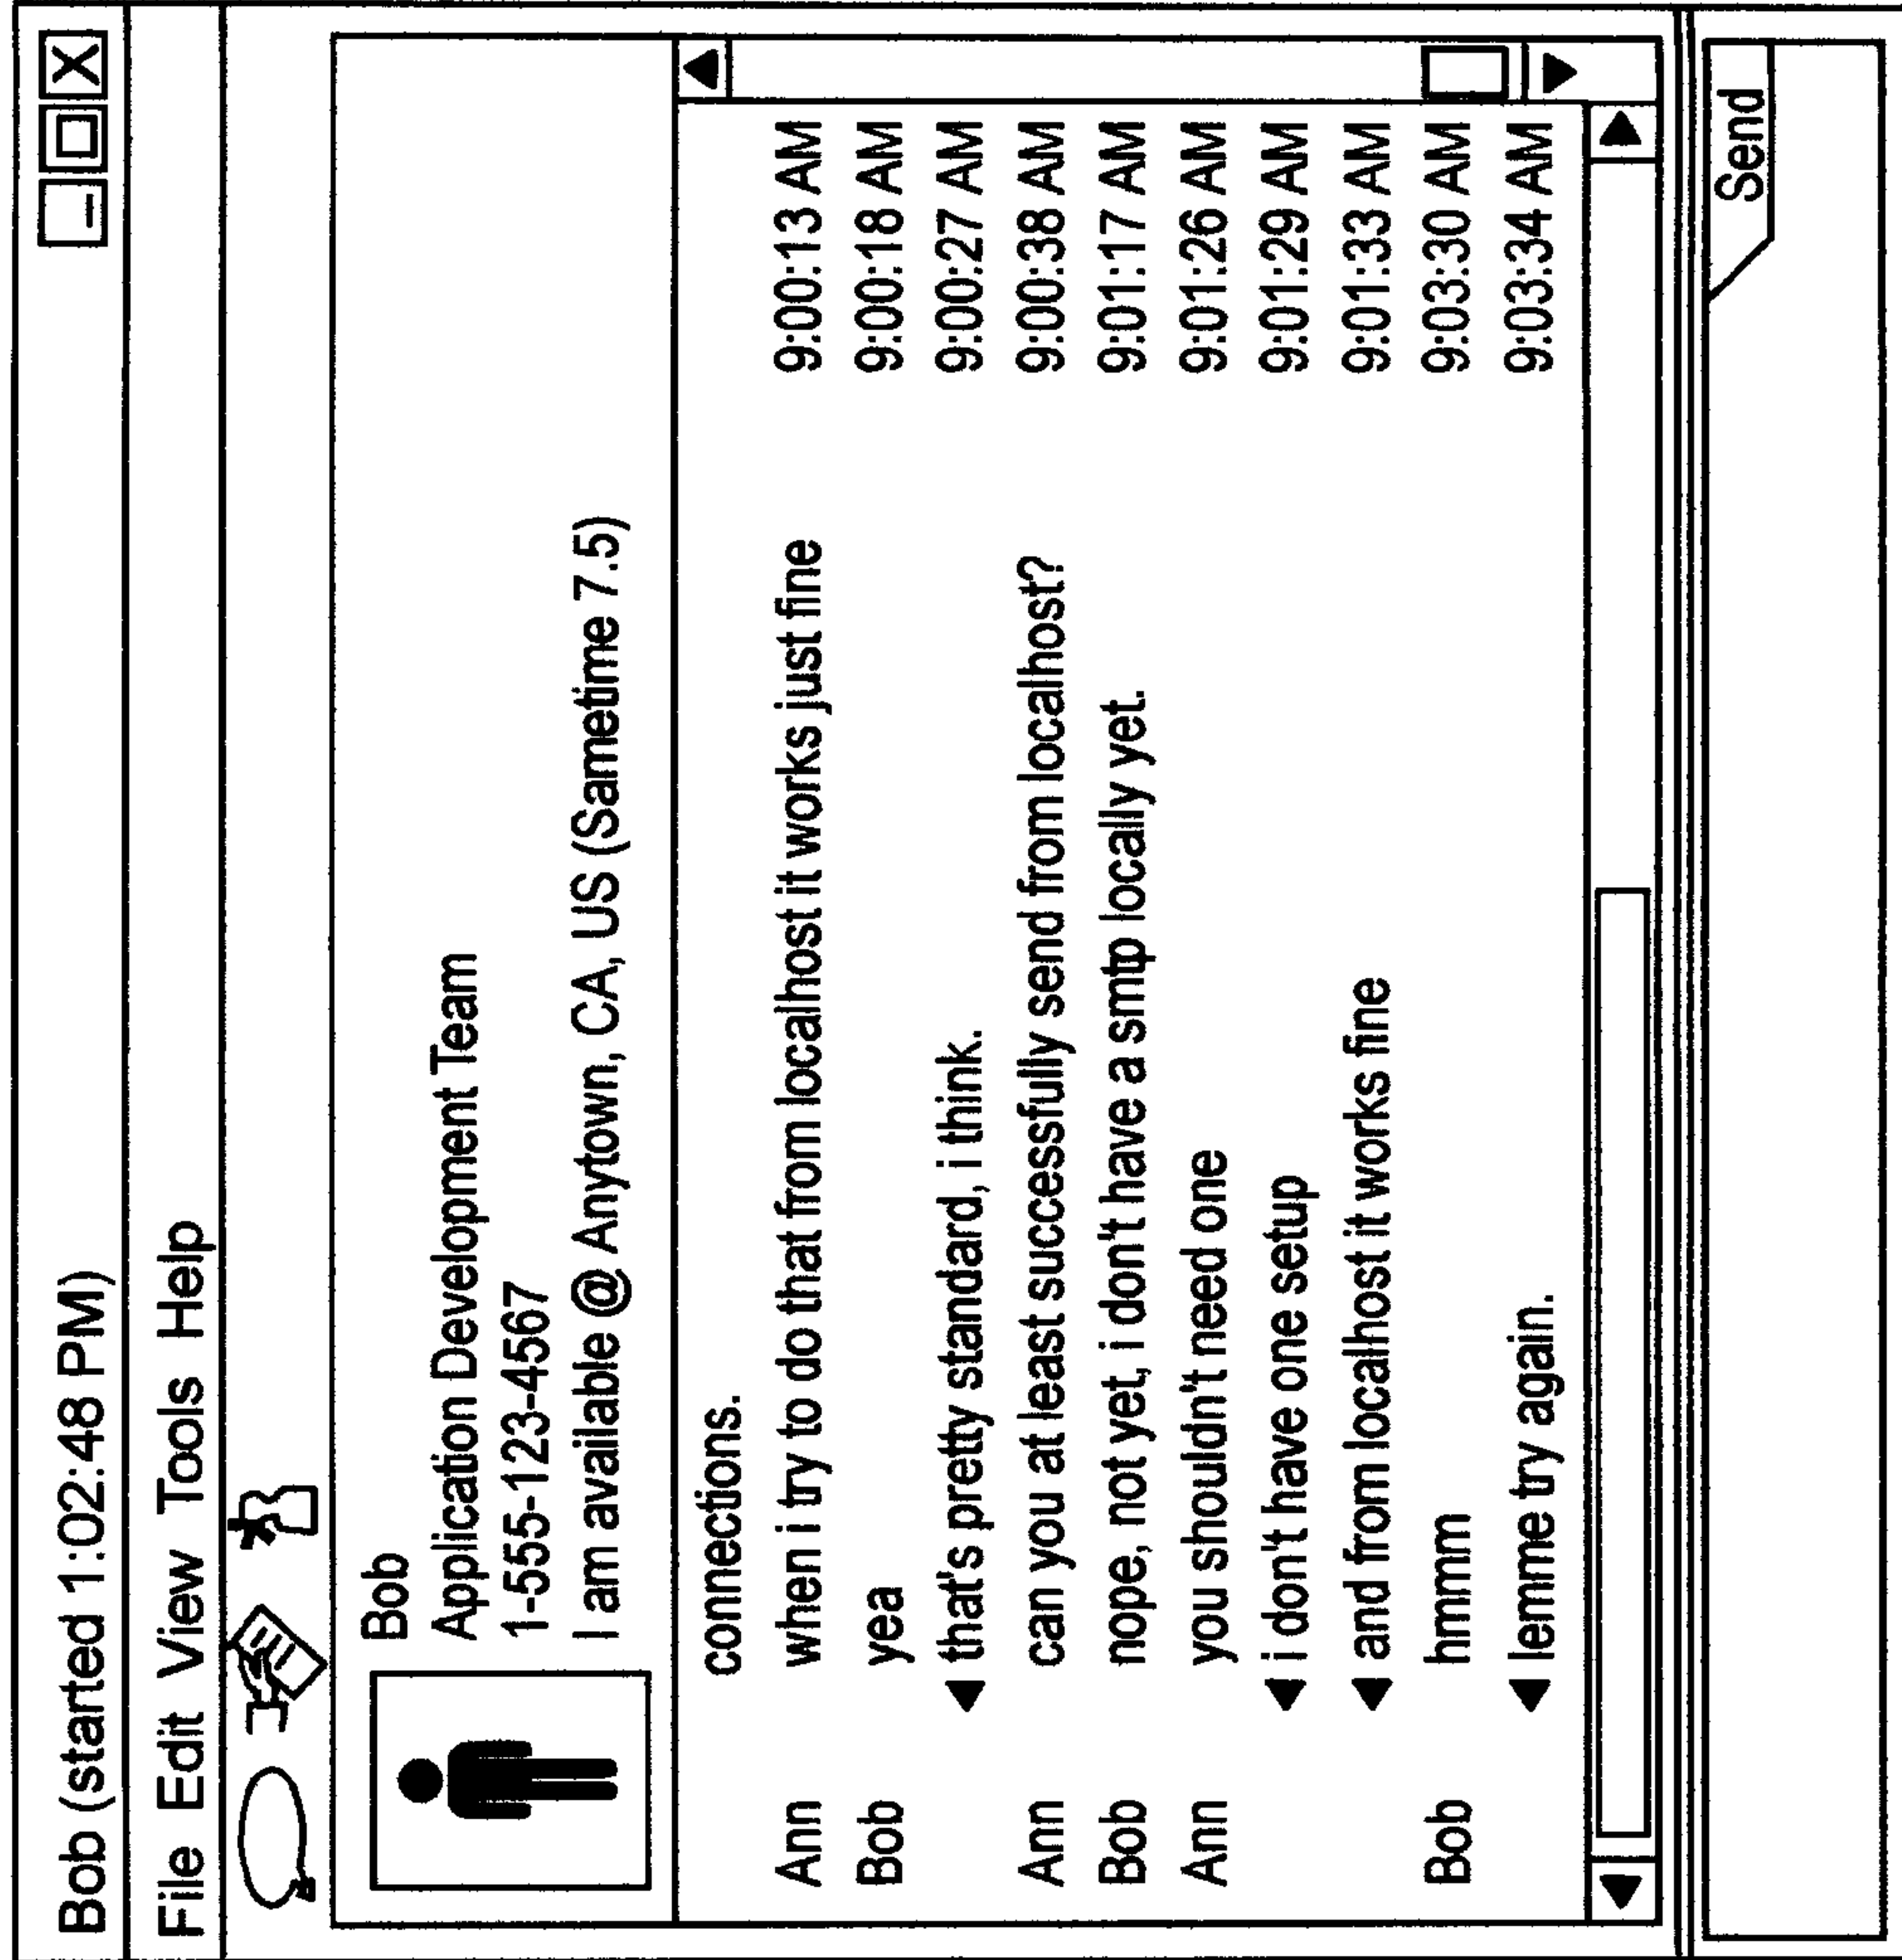 Bob (started 1:02:48 PM)
File Edit View Tools Help
Bob
Application Development Team
1-555-123-4567
I am available @ Anytown, CA, US (Sametime 7.5)
connections.
Ann when i try to do that from localhost it works just fine 9:00:13 AM
Bob yea 9:00:18 AM
that's pretty standard, i think. 9:00:27 AM
Ann can you at least successfully send from localhost? 9:00:38 AM
Bob nope, not yet, i don't have a smtp locally yet. 9:01:17 AM
Ann you shouldn't need one 9:01:26 AM
i don't have one setup 9:01:29 AM
and from localhost it works fine 9:01:33 AM
Bob hmmm 9:03:30 AM
lemme try again. 9:03:34 AM
Send